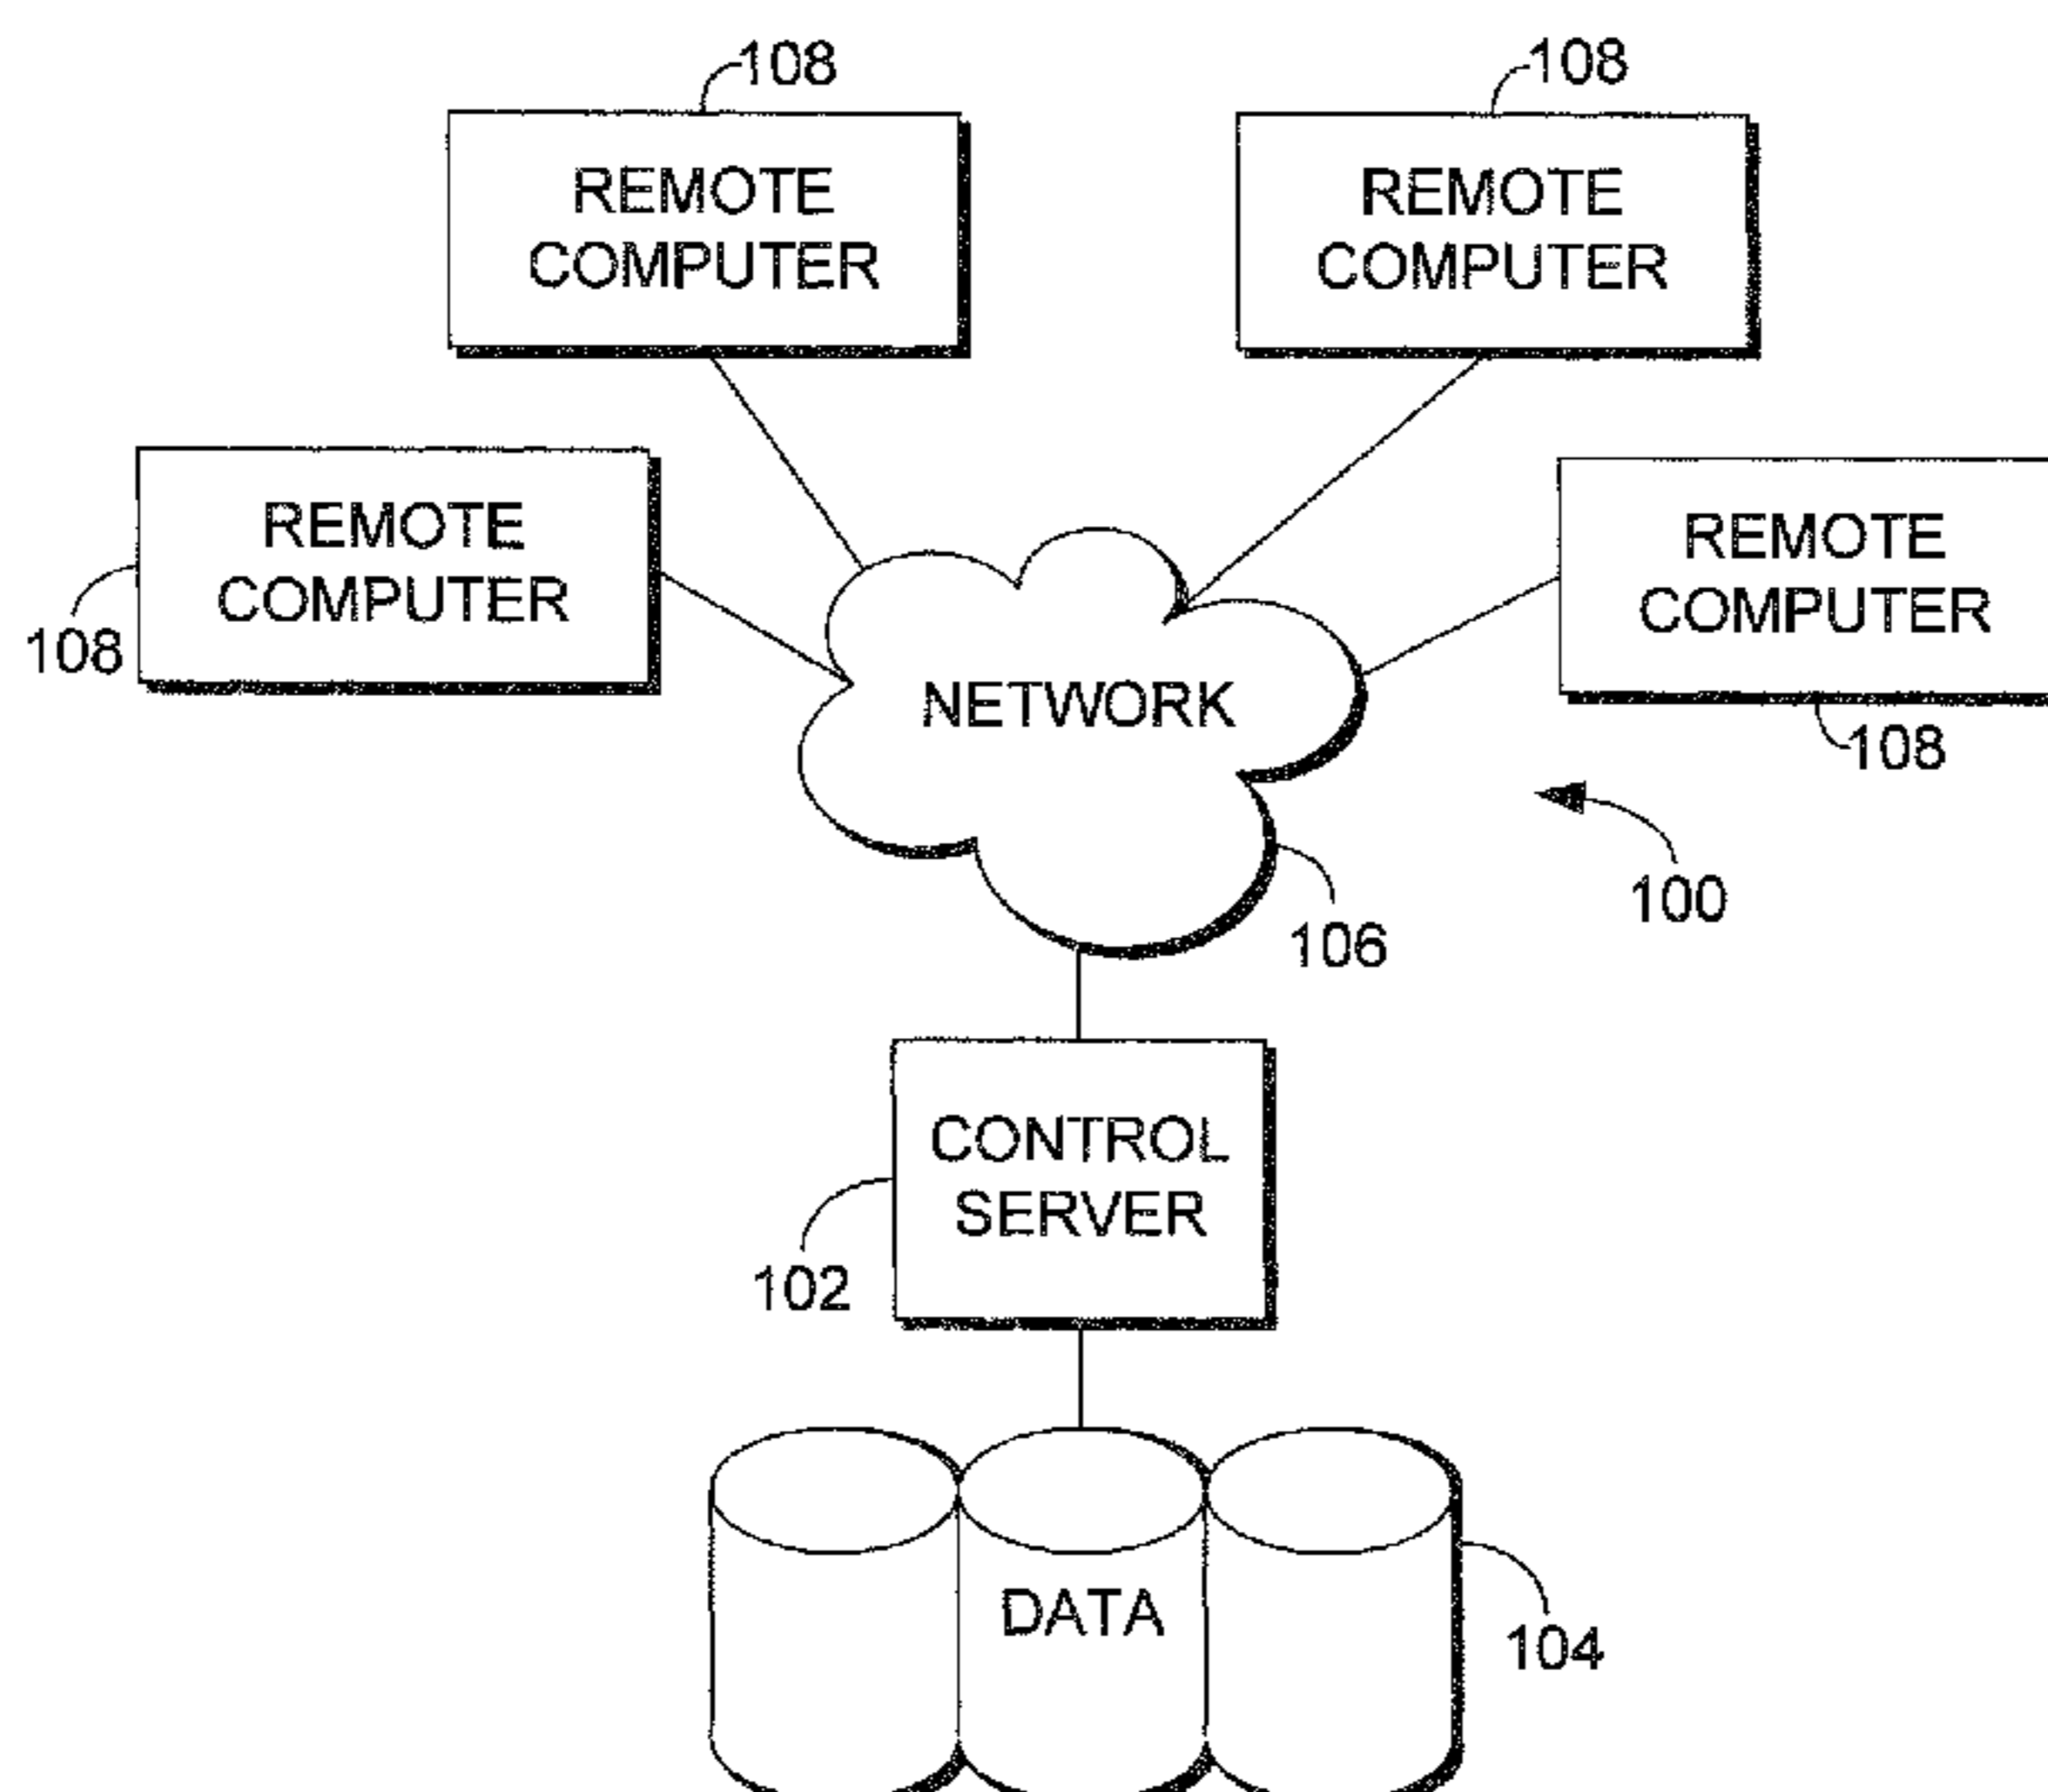 108
108
REMOTE
COMPUTER
REMOTE
COMPUTER
REMOTE
COMPUTER
REMOTE
COMPUTER
108
NETWORK
108
100
106
CONTROL
SERVER
102
DATA
104